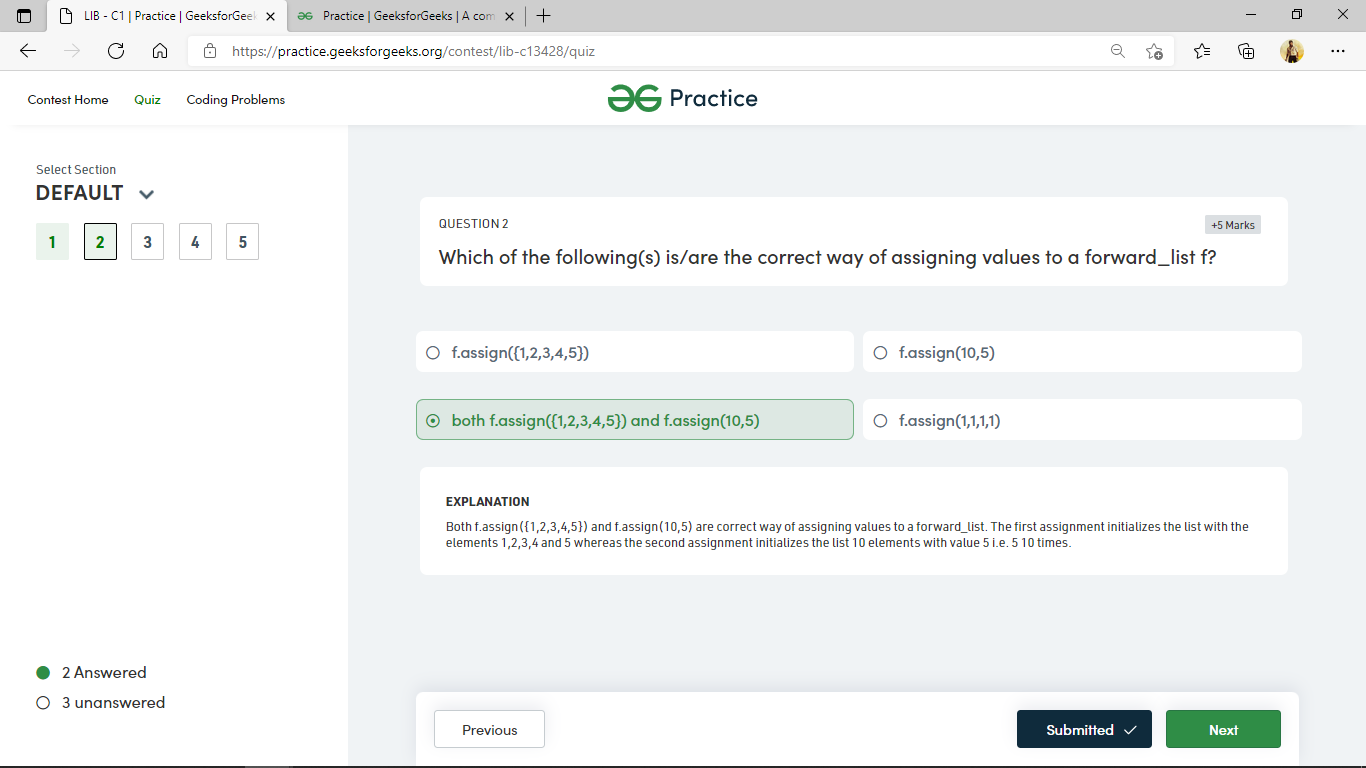 LIB - C1 | Practice | GeeksforGeek
Practice | GeeksforGeeks | A com
https://practice.geeksforgeeks.org/contest/lib-c13428/quiz
Contest Home Quiz Coding Problems
Practice
Select Section
DEFAULT
1 2 3 4 5
QUESTION 2
+5 Marks
Which of the following(s) is/are the correct way of assigning values to a forward_list f?
f.assign({1,2,3,4,5})
f.assign(10,5)
both f.assign({1,2,3,4,5}) and f.assign(10,5)
f.assign(1,1,1,1)
EXPLANATION
Both f.assign({1,2,3,4,5}) and f.assign(10,5) are correct way of assigning values to a forward_list. The first assignment initializes the list with the
elements 1,2,3,4 and 5 whereas the second assignment initializes the list 10 elements with value 5 i.e. 5 10 times.
2 Answered
3 unanswered
Previous
Submitted
Next